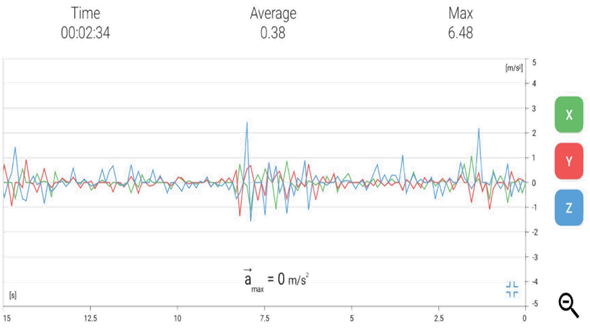 Time Average Max
00:02:34 0.38 6.48
[m/s²]
5
4
3
2
1
0
-1
-2
-3
-4
-5
X
Y
Z
a max = 0 m/s²
[s]
15 12.5 10 7.5 5 2.5 0